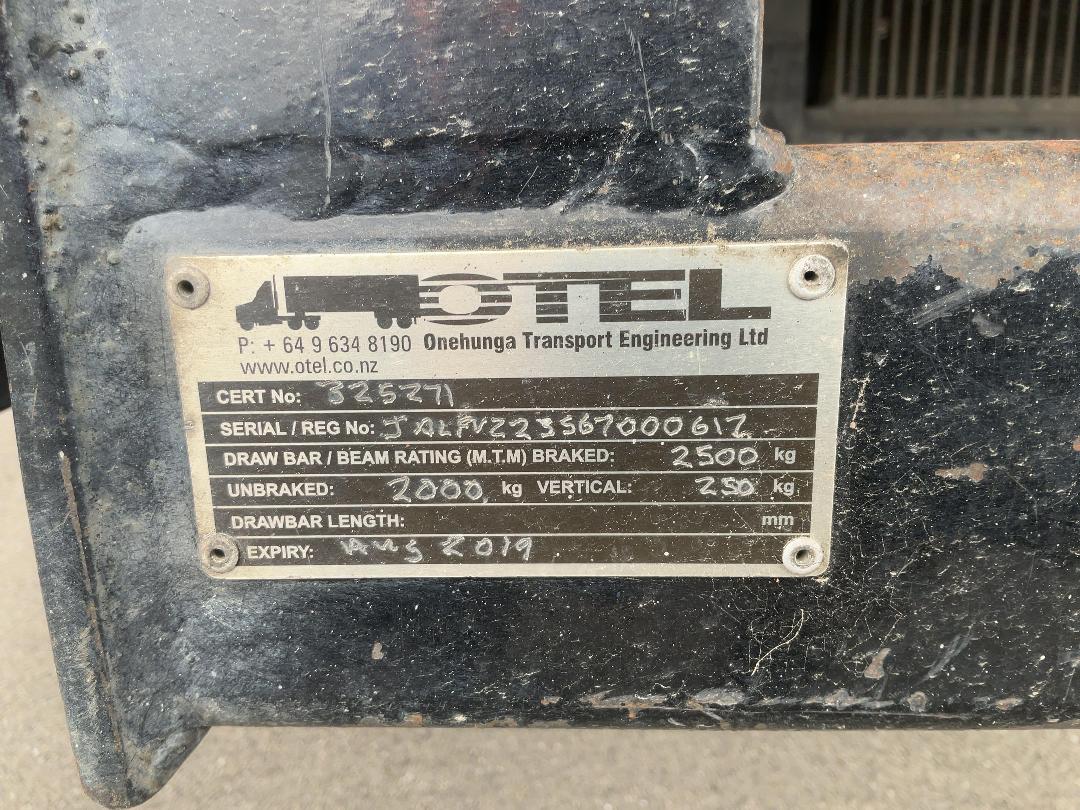 OTEL
P: + 64 9 634 8190 Onehunga Transport Engineering Ltd
www.otel.co.nz
CERT No: 325271
SERIAL / REG No:
DRAW BAR / BEAM RATING (M.T.M) BRAKED: 2500 kg
UNBRAKED: 2000 kg VERTICAL: 250 kg
DRAWBAR LENGTH: mm
EXPIRY: Aug 2019